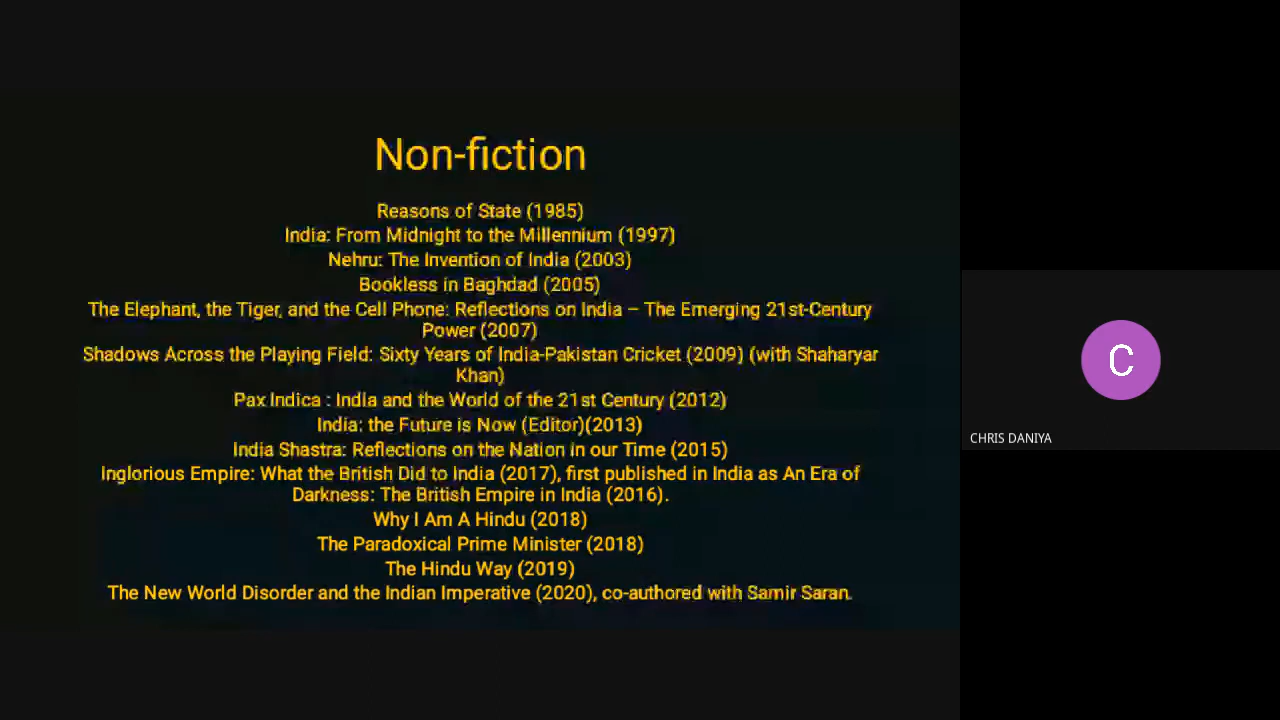 Non-fiction
Reasons of State (1985)
India: From Midnight to the Millennium (1997)
Nehru: The Invention of India (2003)
Bookless in Baghdad (2005)
The Elephant, the Tiger, and the Cell Phone: Reflections on India – The Emerging 21st-Century
Power (2007)
Shadows Across the Playing Field: Sixty Years of India-Pakistan Cricket (2009) (with Shaharyar
Khan)
Pax Indica : India and the World of the 21st Century (2012)
India: the Future is Now (Editor)(2013)
India Shastra: Reflections on the Nation in our Time (2015)
Inglorious Empire: What the British Did to India (2017), first published in India as An Era of
Darkness: The British Empire in India (2016).
Why I Am A Hindu (2018)
The Paradoxical Prime Minister (2018)
The Hindu Way (2019)
The New World Disorder and the Indian Imperative (2020), co-authored with Samir Saran.
C
CHRIS DANIYA